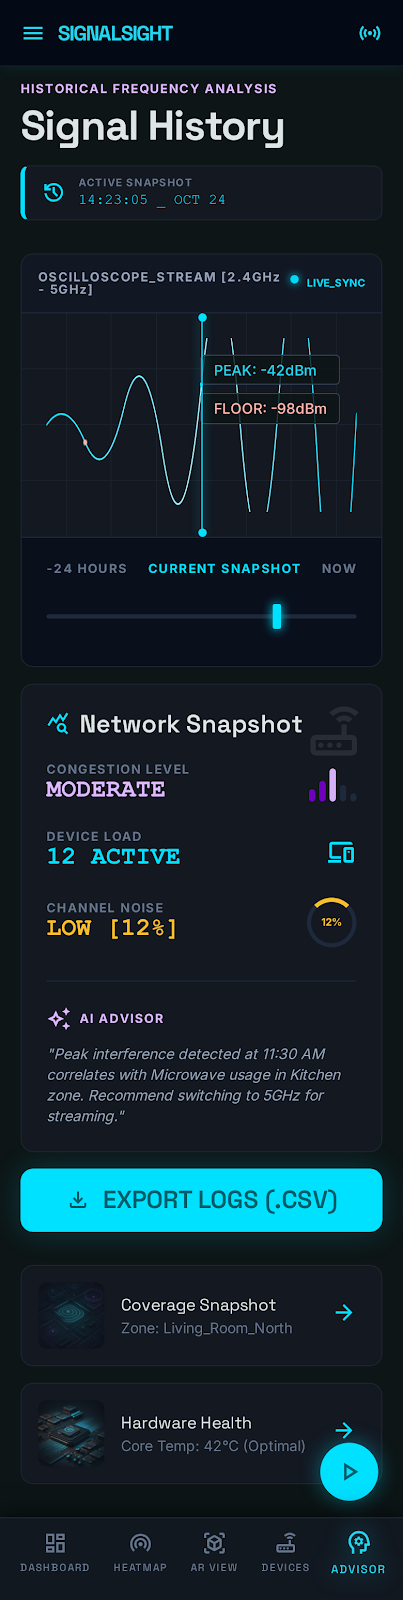 SIGNALSIGHT
HISTORICAL FREQUENCY ANALYSIS
Signal History
ACTIVE SNAPSHOT
14:23:05 _ OCT 24
OSCILLOSCOPE_STREAM [2.4GHz
- 5GHz]
LIVE_SYNC
PEAK: -42dBm
FLOOR: -98dBm
-24 HOURS
CURRENT SNAPSHOT
NOW
Network Snapshot
CONGESTION LEVEL
MODERATE
DEVICE LOAD
12 ACTIVE
CHANNEL NOISE
LOW [12%]
12%
AI ADVISOR
"Peak interference detected at 11:30 AM
correlates with Microwave usage in Kitchen
zone. Recommend switching to 5GHz for
streaming."
EXPORT LOGS (.CSV)
Coverage Snapshot
Zone: Living_Room_North
Hardware Health
Core Temp: 42°C (Optimal)
DASHBOARD
HEATMAP
AR VIEW
DEVICES
ADVISOR